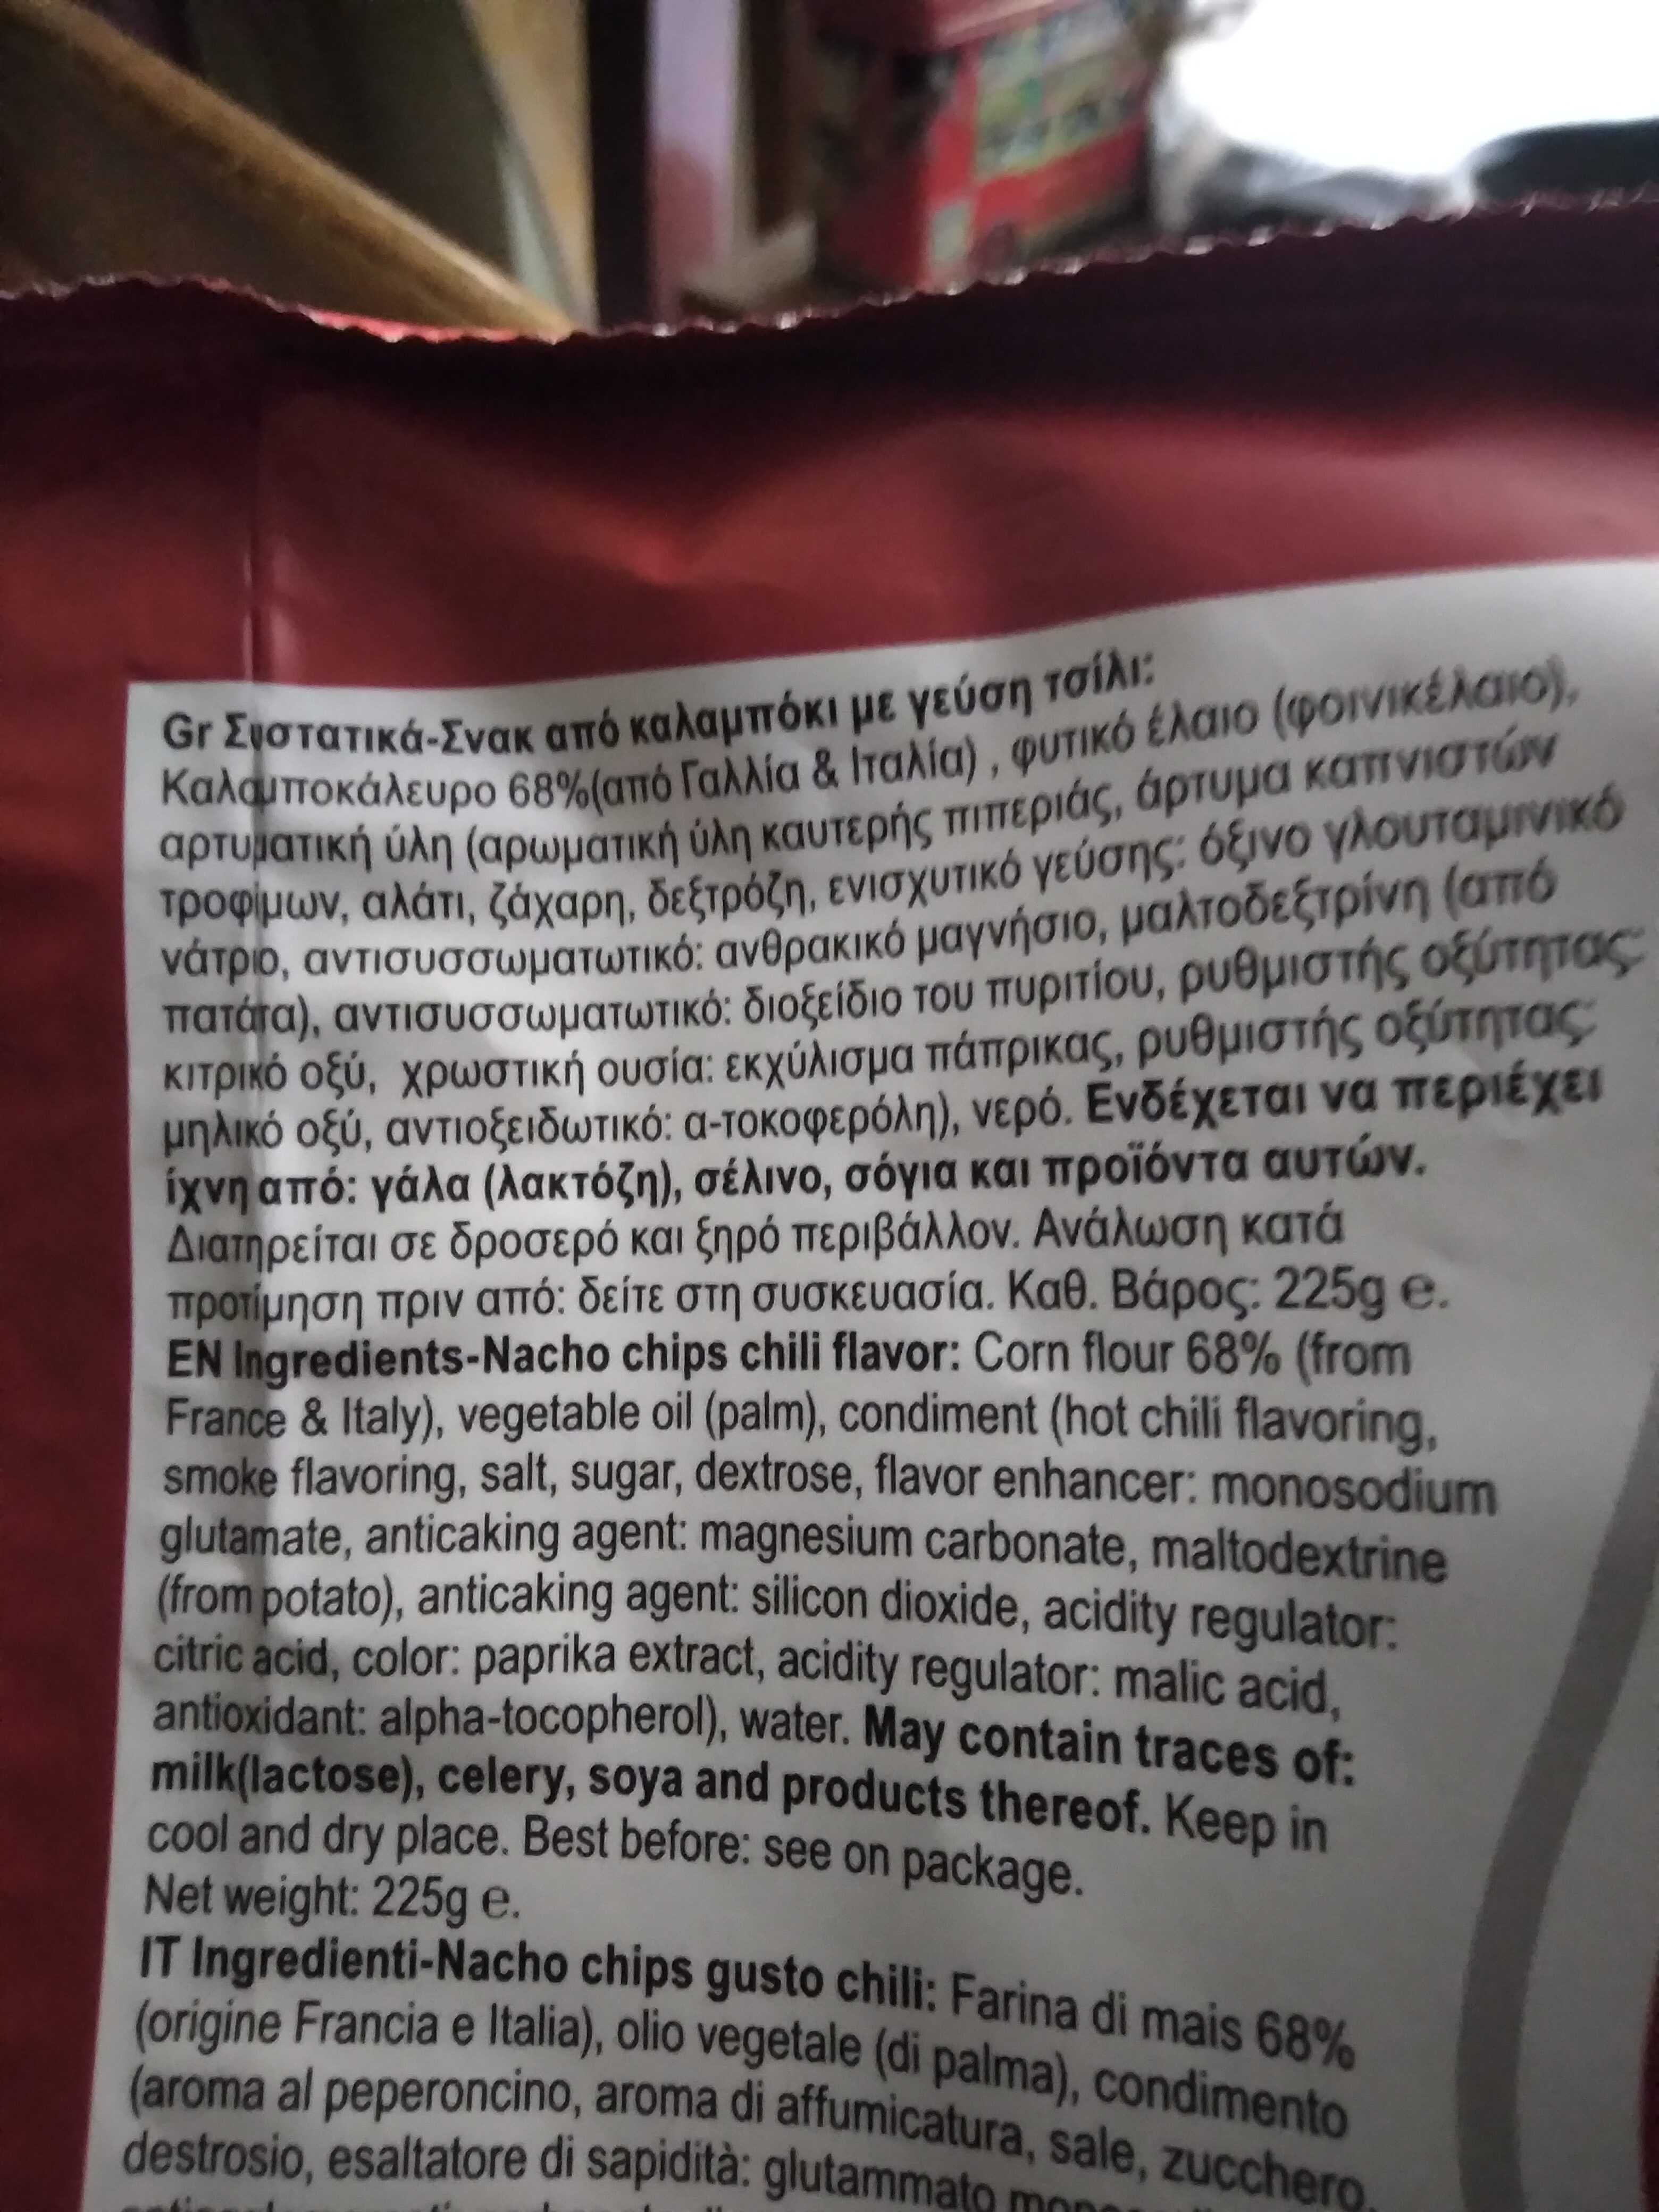 Gr Συστατικά-Σνακ από καλαμπόκι με γεύση τσίλι:
Καλαμποκάλευρο 68%(από Γαλλία & Ιταλία) , φυτικό έλαιο (φοινικέλαιο),
αρτυματική ύλη (αρωματική ύλη καυτερής πιπεριάς, άρτυμα καπνιστών
τροφίμων, αλάτι, ζάχαρη, δεξτρόζη, ενισχυτικό γεύσης: όξινο γλουταμινικό
νάτριο, αντισυσσωματωτικό: ανθρακικό μαγνήσιο, μαλτοδεξτρίνη (από
πατάτα), αντισυσσωματωτικό: διοξείδιο του πυριτίου, ρυθμιστής οξύτητας:
κιτρικό οξύ, χρωστική ουσία: εκχύλισμα πάπρικας, ρυθμιστής οξύτητας:
μηλικό οξύ, αντιοξειδωτικό: α-τοκοφερόλη), νερό. Ενδέχεται να περιέχει
ίχνη από: γάλα (λακτόζη), σέλινο, σόγια και προϊόντα αυτών.
Διατηρείται σε δροσερό και ξηρό περιβάλλον. Ανάλωση κατά
προτίμηση πριν από: δείτε στη συσκευασία. Καθ. Βάρος: 225g ℮.
EN Ingredients-Nacho chips chili flavor: Corn flour 68% (from
France & Italy), vegetable oil (palm), condiment (hot chili flavoring,
smoke flavoring, salt, sugar, dextrose, flavor enhancer: monosodium
glutamate, anticaking agent: magnesium carbonate, maltodextrine
(from potato), anticaking agent: silicon dioxide, acidity regulator:
citric acid, color: paprika extract, acidity regulator: malic acid,
antioxidant: alpha-tocopherol), water. May contain traces of:
milk(lactose), celery, soya and products thereof. Keep in
cool and dry place. Best before: see on package.
Net weight: 225g ℮.
IT Ingredienti-Nacho chips gusto chili: Farina di mais 68%
(origine Francia e Italia), olio vegetale (di palma), condimento
(aroma al peperoncino, aroma di affumicatura, sale, zucchero,
destrosio, esaltatore di sapidità: glutammato